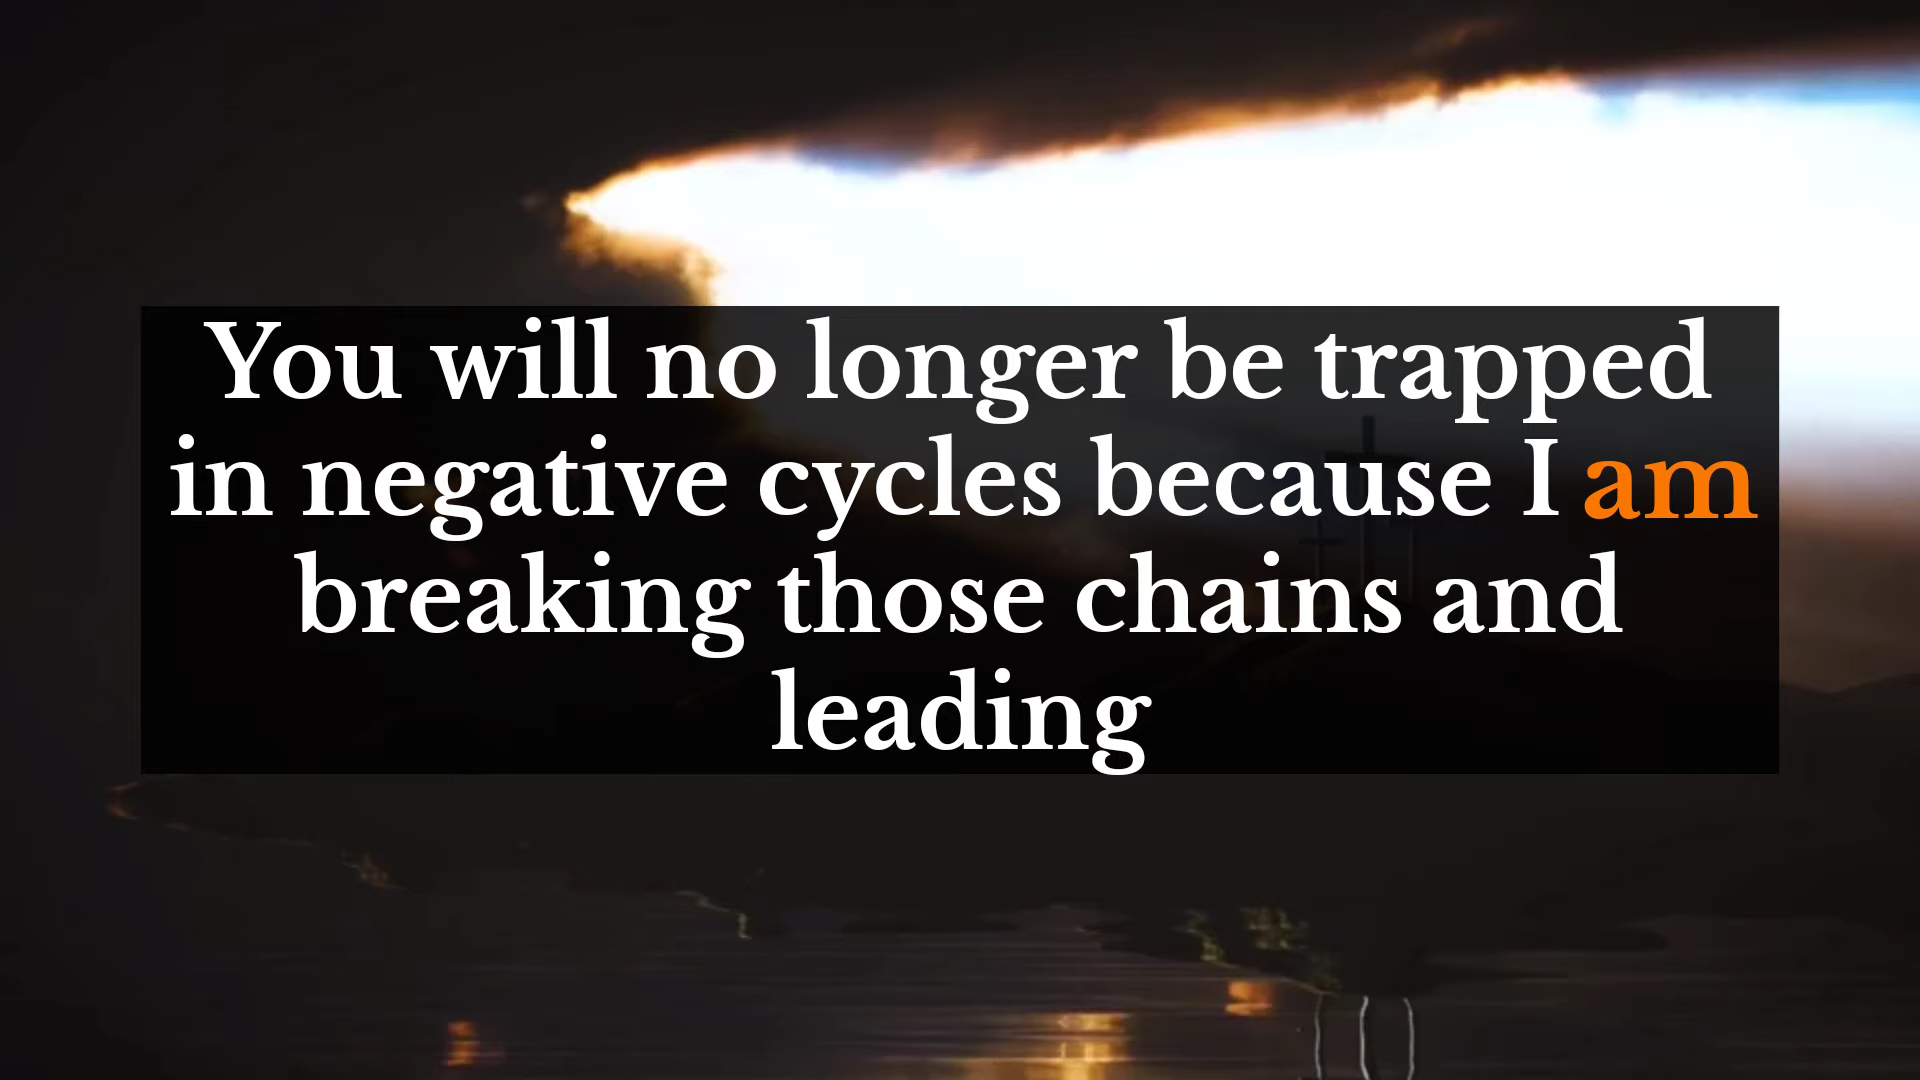 You will no longer be trapped
in negative cycles because I am
breaking those chains and
leading